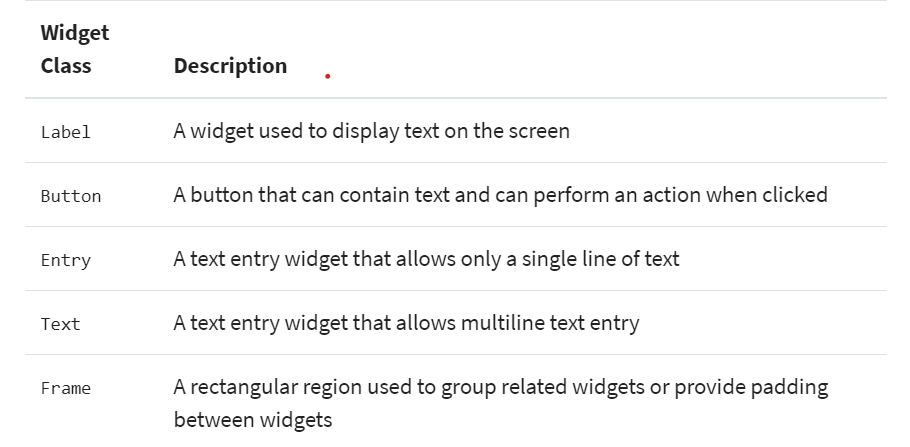 Widget
Class Description
Label A widget used to display text on the screen
Button A button that can contain text and can perform an action when clicked
Entry A text entry widget that allows only a single line of text
Text A text entry widget that allows multiline text entry
Frame A rectangular region used to group related widgets or provide padding
between widgets